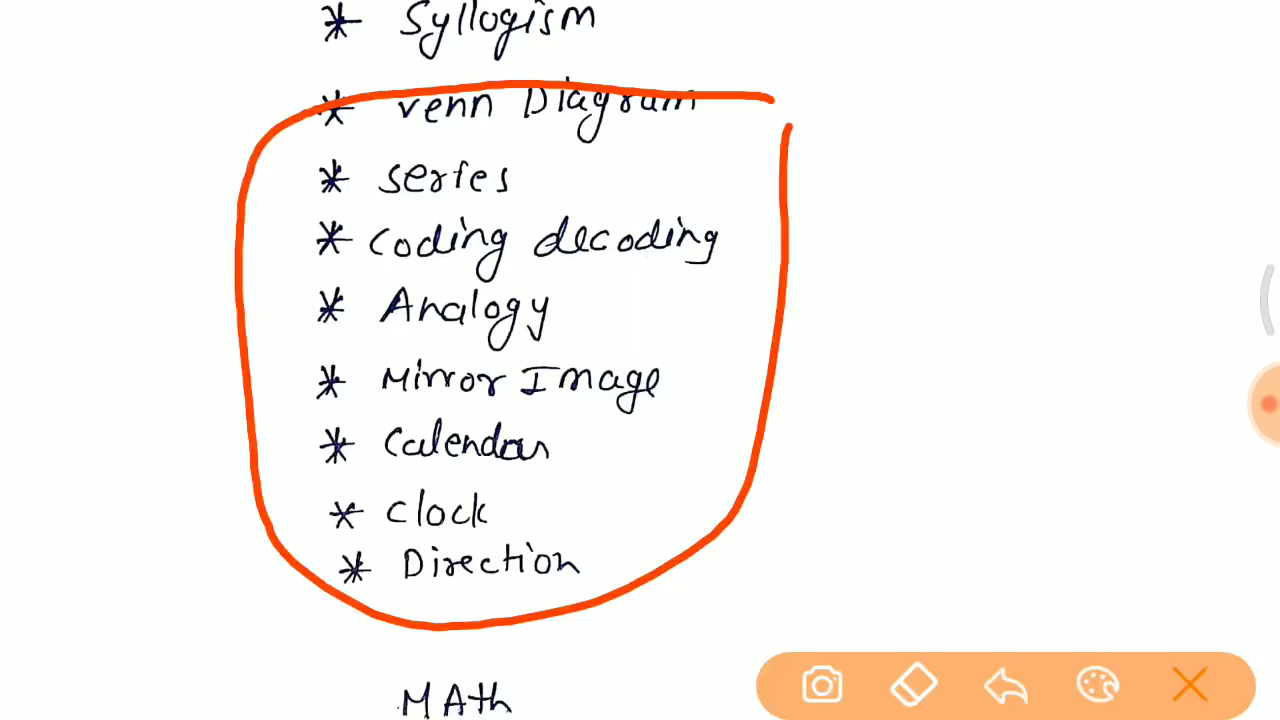 * Syllogism
* Venn Diagram
* Series
* Coding decoding
* Analogy
* Mirror Image
* Calendar
* Clock
* Direction
MAth